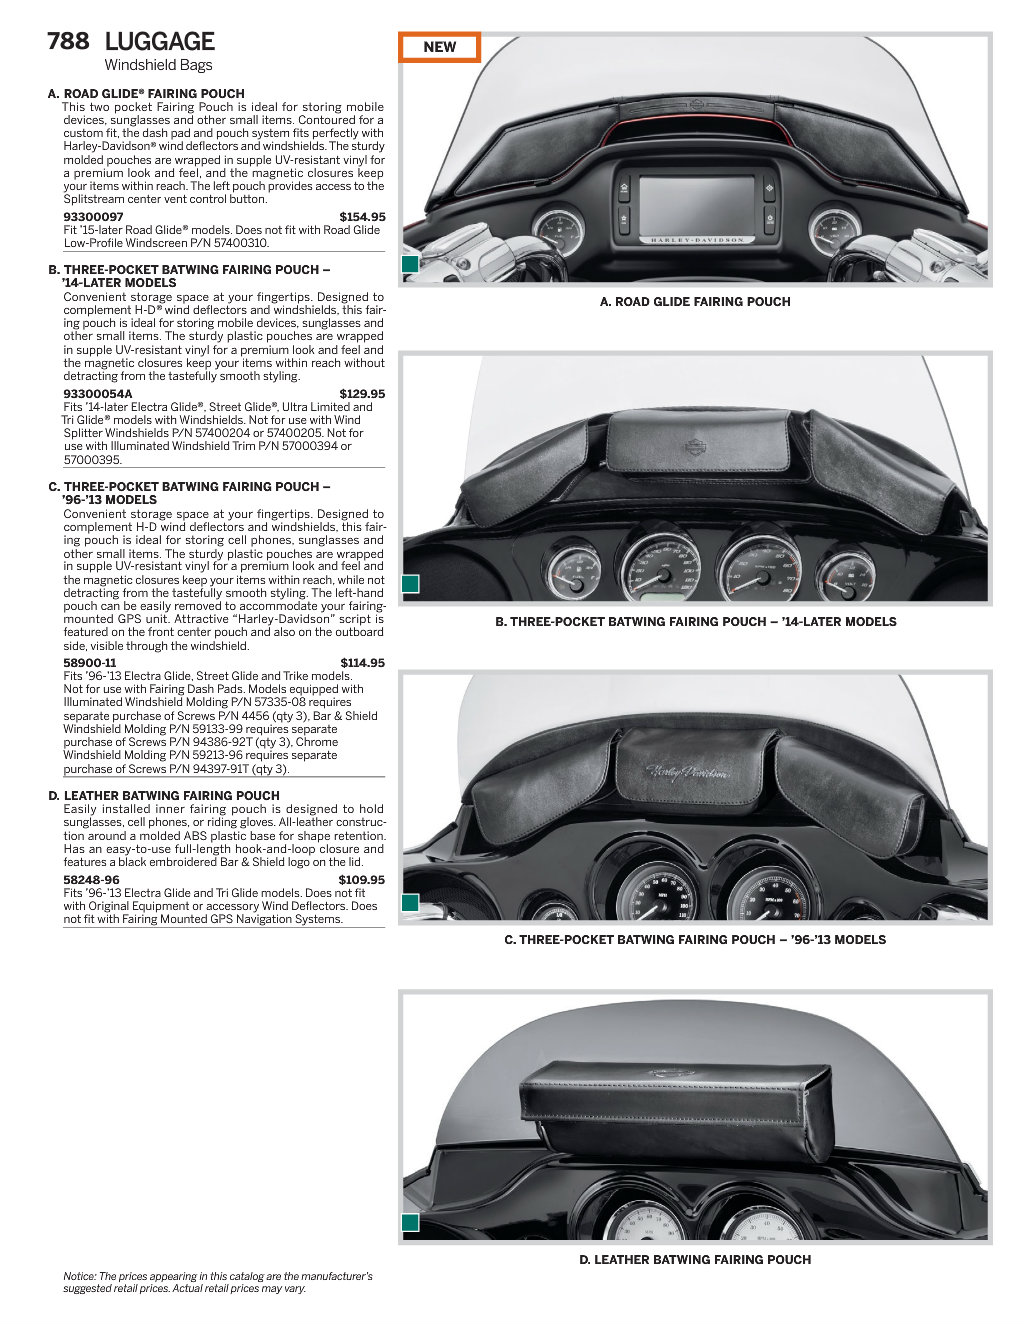 788 LUGGAGE
Windshield Bags
A. ROAD GLIDE® FAIRING POUCH
This two pocket Fairing Pouch is ideal for storing mobile
devices, sunglasses and other small items. Contoured for a
custom fit, the dash pad and pouch system fits perfectly with
Harley-Davidson® wind deflectors and windshields. The sturdy
molded pouches are wrapped in supple UV-resistant vinyl for
a premium look and feel, and the magnetic closures keep
your items within reach. The left pouch provides access to the
Splitstream center vent control button.
93300097 $154.95
Fit ’15-later Road Glide® models. Does not fit with Road Glide
Low-Profile Windscreen P/N 57400310.
B. THREE-POCKET BATWING FAIRING POUCH –
’14-LATER MODELS
Convenient storage space at your fingertips. Designed to
complement H-D® wind deflectors and windshields, this fair-
ing pouch is ideal for storing mobile devices, sunglasses and
other small items. The sturdy plastic pouches are wrapped
in supple UV-resistant vinyl for a premium look and feel and
the magnetic closures keep your items within reach without
detracting from the tastefully smooth styling.
93300054A $129.95
Fits ’14-later Electra Glide®, Street Glide®, Ultra Limited and
Tri Glide® models with Windshields. Not for use with Wind
Splitter Windshields P/N 57400204 or 57400205. Not for
use with Illuminated Windshield Trim P/N 57000394 or
57000395.
C. THREE-POCKET BATWING FAIRING POUCH –
’96-’13 MODELS
Convenient storage space at your fingertips. Designed to
complement H-D wind deflectors and windshields, this fair-
ing pouch is ideal for storing cell phones, sunglasses and
other small items. The sturdy plastic pouches are wrapped
in supple UV-resistant vinyl for a premium look and feel and
the magnetic closures keep your items within reach, while not
detracting from the tastefully smooth styling. The left-hand
pouch can be easily removed to accommodate your fairing-
mounted GPS unit. Attractive “Harley-Davidson” script is
featured on the front center pouch and also on the outboard
side, visible through the windshield.
58900-11 $114.95
Fits ’96-’13 Electra Glide, Street Glide and Trike models.
Not for use with Fairing Dash Pads. Models equipped with
Illuminated Windshield Molding P/N 57335-08 requires
separate purchase of Screws P/N 4456 (qty 3), Bar & Shield
Windshield Molding P/N 59133-99 requires separate
purchase of Screws P/N 94386-92T (qty 3), Chrome
Windshield Molding P/N 59213-96 requires separate
purchase of Screws P/N 94397-91T (qty 3).
D. LEATHER BATWING FAIRING POUCH
Easily installed inner fairing pouch is designed to hold
sunglasses, cell phones, or riding gloves. All-leather construc-
tion around a molded ABS plastic base for shape retention.
Has an easy-to-use full-length hook-and-loop closure and
features a black embroidered Bar & Shield logo on the lid.
58248-96 $109.95
Fits ’96-’13 Electra Glide and Tri Glide models. Does not fit
with Original Equipment or accessory Wind Deflectors. Does
not fit with Fairing Mounted GPS Navigation Systems.
Notice: The prices appearing in this catalog are the manufacturer’s
suggested retail prices. Actual retail prices may vary.
NEW
HARLEY-DAVIDSON
A. ROAD GLIDE FAIRING POUCH
B. THREE-POCKET BATWING FAIRING POUCH – ’14-LATER MODELS
Harley-Davidson
C. THREE-POCKET BATWING FAIRING POUCH – ’96-’13 MODELS
D. LEATHER BATWING FAIRING POUCH